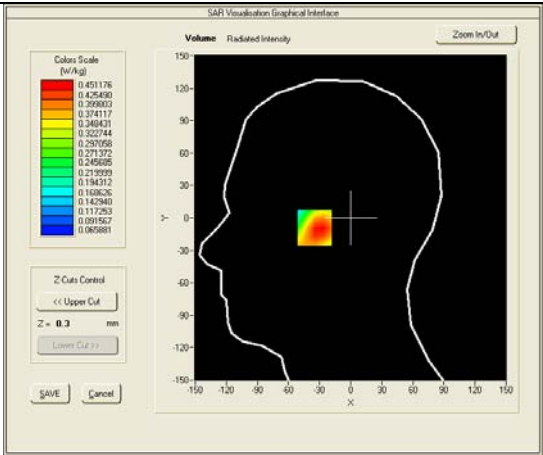 SAR Visualisation Graphical Interface
Volume Radiated Intensity
Zoom In/Out
Colors Scale
(W/kg)
0.451176
0.425490
0.399803
0.374117
0.348431
0.322744
0.297058
0.271372
0.245685
0.219999
0.194312
0.168626
0.142940
0.117253
0.091567
0.065881
Z Cuts Control
<< Upper Cut
Z = 0.3 mm
Lower Cut >>
SAVE
Cancel
150
120
90
60
30
0
-30
-60
-90
-120
-150
Y
-150 -120 -90 -60 -30 0 30 60 90 120 150
X